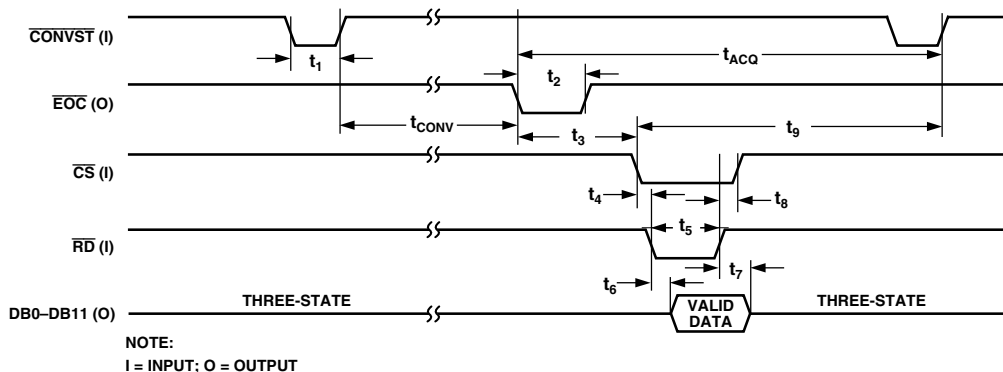 CONVST (I)
t1
tACQ
t2
EOC (O)
tCONV
t3
t9
CS (I)
t4
t8
t5
RD (I)
t6
t7
THREE-STATE
VALID
DATA
THREE-STATE
DB0–DB11 (O)
NOTE:
I = INPUT; O = OUTPUT